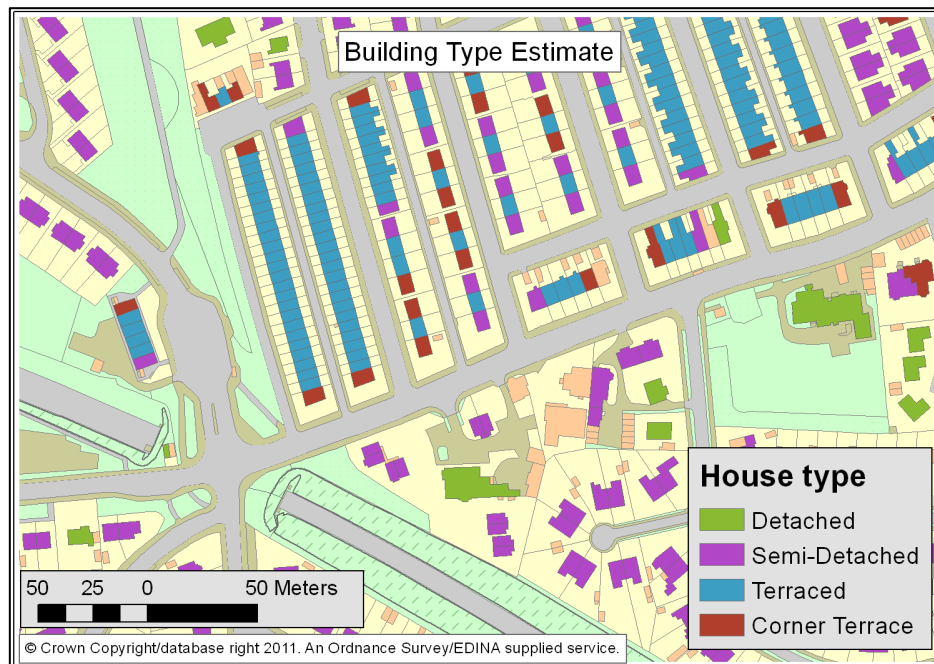 Building Type Estimate
House type
Detached
Semi-Detached
Terraced
Corner Terrace
50 25 0 50 Meters
© Crown Copyright/database right 2011. An Ordnance Survey/EDINA supplied service.